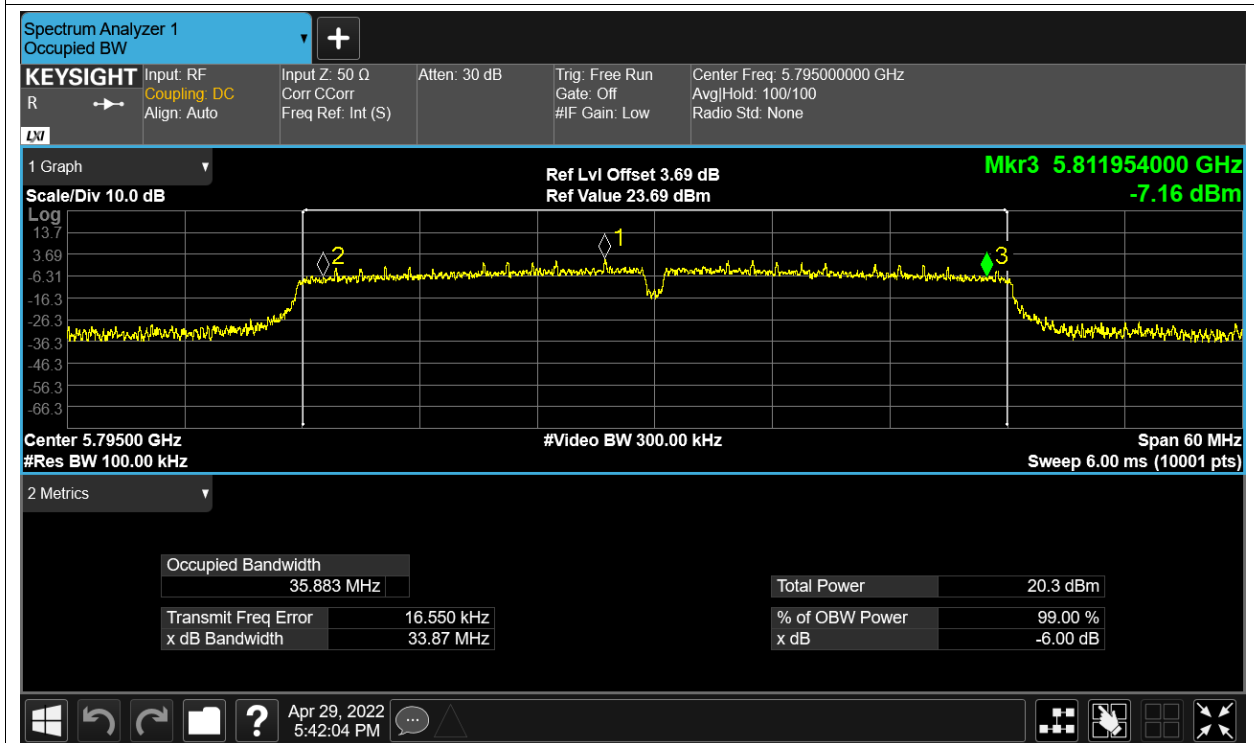 Spectrum Analyzer 1
Occupied BW
+
KEYSIGHT
R
LXI
Input: RF
Coupling: DC
Align: Auto
Input Z: 50 Ω
Corr CCorr
Freq Ref: Int (S)
Atten: 30 dB
Trig: Free Run
Gate: Off
#IF Gain: Low
Center Freq: 5.795000000 GHz
Avg|Hold: 100/100
Radio Std: None
1 Graph
Scale/Div 10.0 dB
Ref Lvl Offset 3.69 dB
Ref Value 23.69 dBm
Mkr3 5.811954000 GHz
-7.16 dBm
Log
13.7
3.69
-6.31
-16.3
-26.3
-36.3
-46.3
-56.3
-66.3
2
1
3
Center 5.79500 GHz
#Res BW 100.00 kHz
#Video BW 300.00 kHz
Span 60 MHz
Sweep 6.00 ms (10001 pts)
2 Metrics
Occupied Bandwidth
35.883 MHz
Transmit Freq Error 16.550 kHz
x dB Bandwidth 33.87 MHz
Total Power 20.3 dBm
% of OBW Power 99.00 %
x dB -6.00 dB
?
Apr 29, 2022
5:42:04 PM